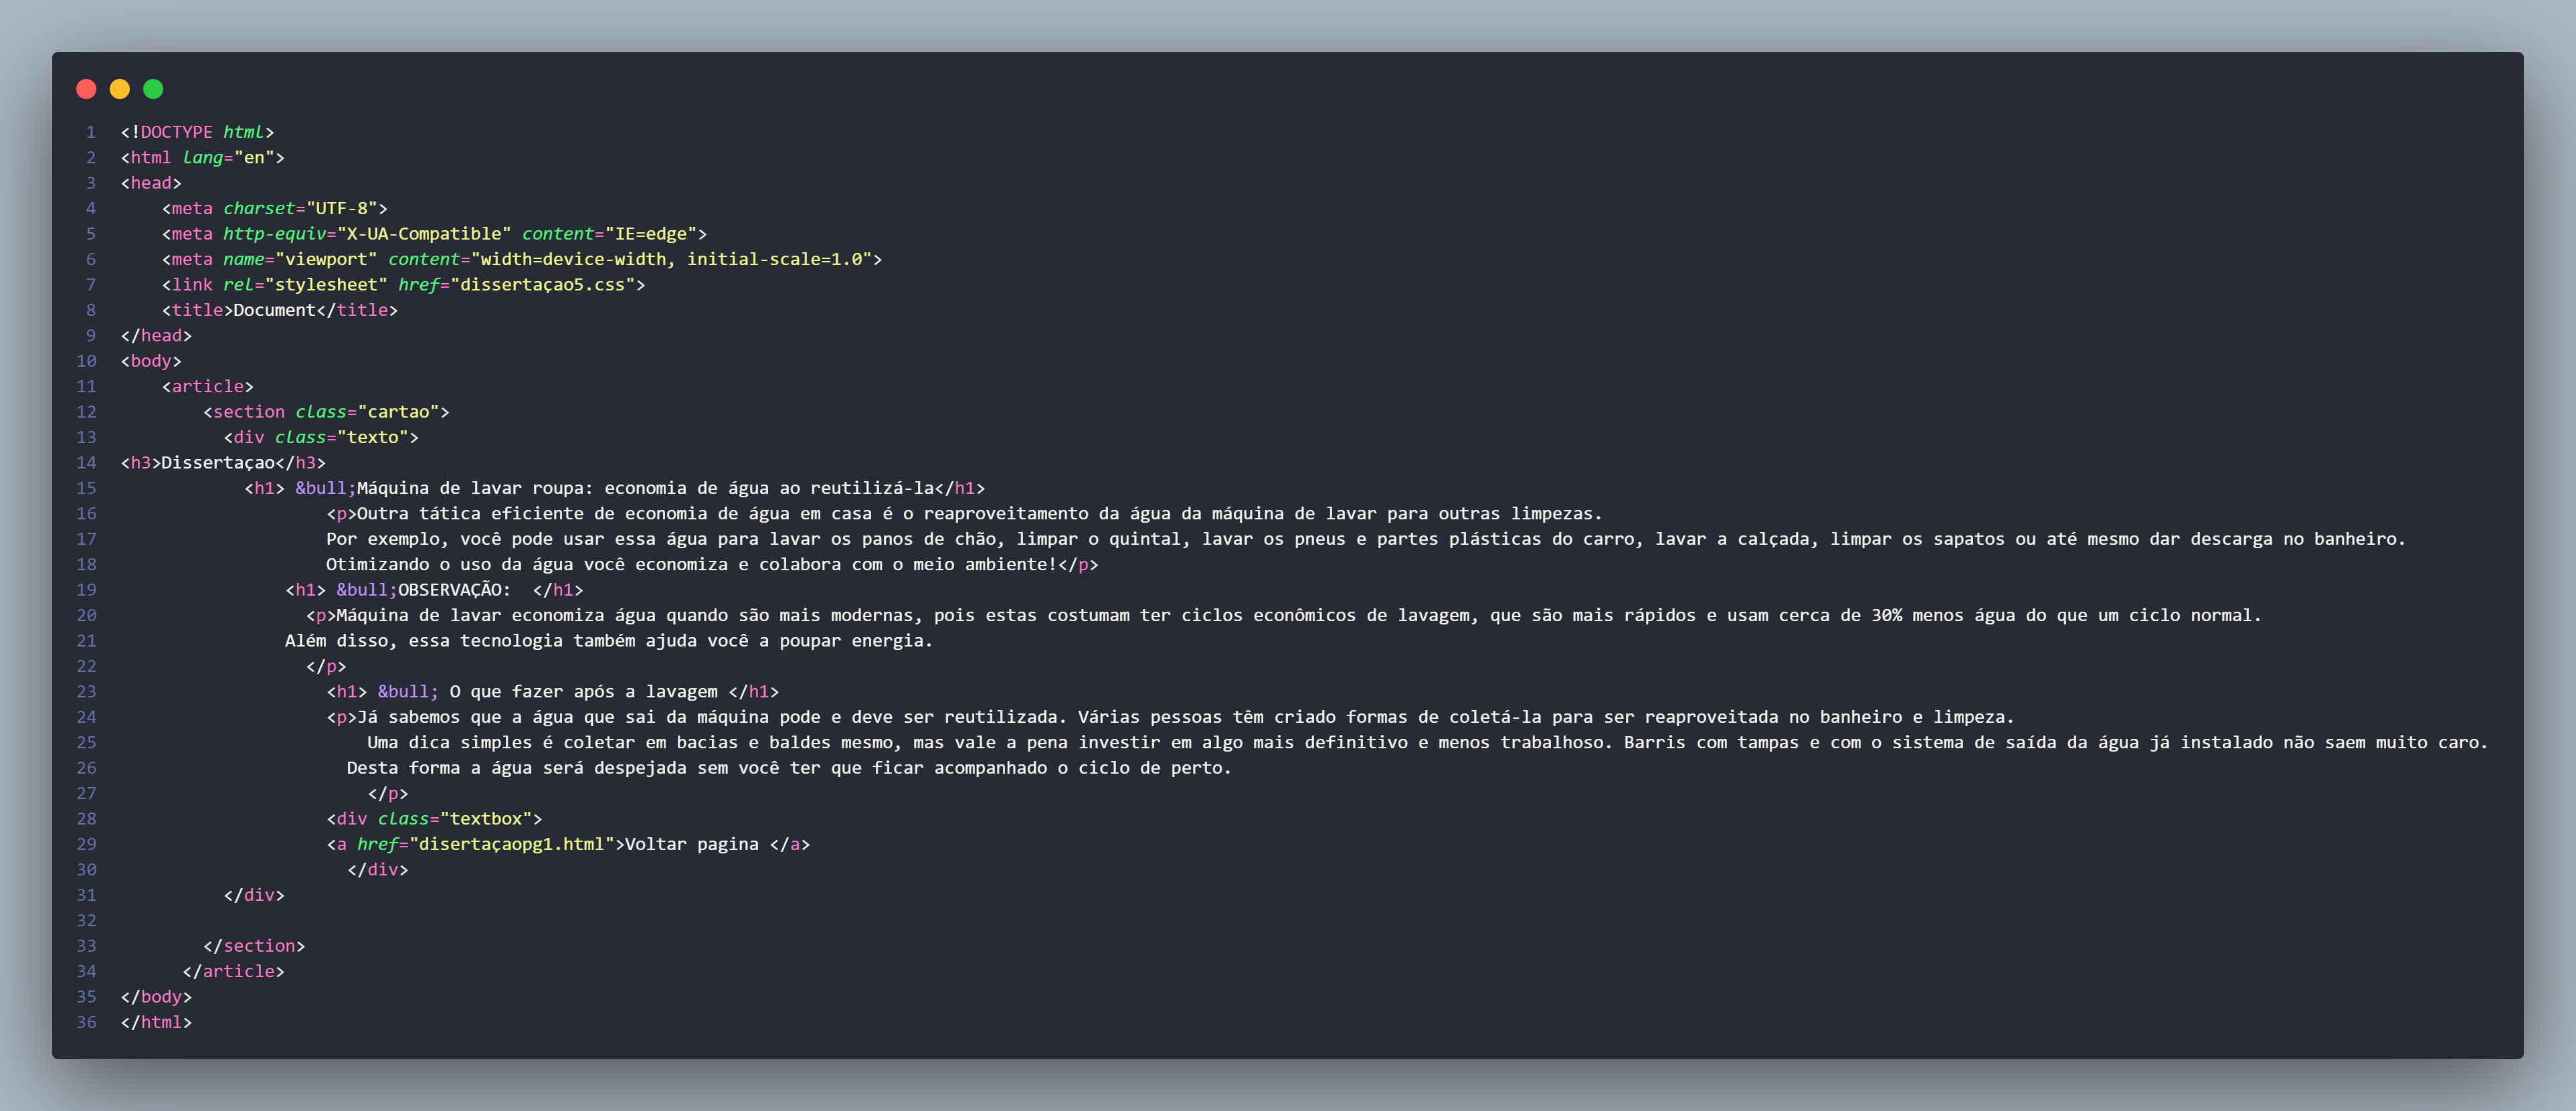 1 <!DOCTYPE html>
2 <html lang="en">
3 <head>
4     <meta charset="UTF-8">
5     <meta http-equiv="X-UA-Compatible" content="IE=edge">
6     <meta name="viewport" content="width=device-width, initial-scale=1.0">
7     <link rel="stylesheet" href="dissertaçao5.css">
8     <title>Document</title>
9 </head>
10 <body>
11     <article>
12         <section class="cartao">
13           <div class="texto">
14 <h3>Dissertaçao</h3>
15             <h1> &bull;Máquina de lavar roupa: economia de água ao reutilizá-la</h1>
16                     <p>Outra tática eficiente de economia de água em casa é o reaproveitamento da água da máquina de lavar para outras limpezas.
17                     Por exemplo, você pode usar essa água para lavar os panos de chão, limpar o quintal, lavar os pneus e partes plásticas do carro, lavar a calçada, limpar os sapatos ou até mesmo dar descarga no banheiro.
18                     Otimizando o uso da água você economiza e colabora com o meio ambiente!</p>
19                 <h1> &bull;OBSERVAÇÃO:  </h1>
20                   <p>Máquina de lavar economiza água quando são mais modernas, pois estas costumam ter ciclos econômicos de lavagem, que são mais rápidos e usam cerca de 30% menos água do que um ciclo normal.
21                 Além disso, essa tecnologia também ajuda você a poupar energia.
22                   </p>
23                     <h1> &bull; O que fazer após a lavagem </h1>
24                     <p>Já sabemos que a água que sai da máquina pode e deve ser reutilizada. Várias pessoas têm criado formas de coletá-la para ser reaproveitada no banheiro e limpeza.
25                         Uma dica simples é coletar em bacias e baldes mesmo, mas vale a pena investir em algo mais definitivo e menos trabalhoso. Barris com tampas e com o sistema de saída da água já instalado não saem muito caro.
26                       Desta forma a água será despejada sem você ter que ficar acompanhado o ciclo de perto.
27                         </p>
28                     <div class="textbox">
29                     <a href="disertaçaopg1.html">Voltar pagina </a>
30                       </div>
31           </div>
32
33         </section>
34       </article>
35 </body>
36 </html>